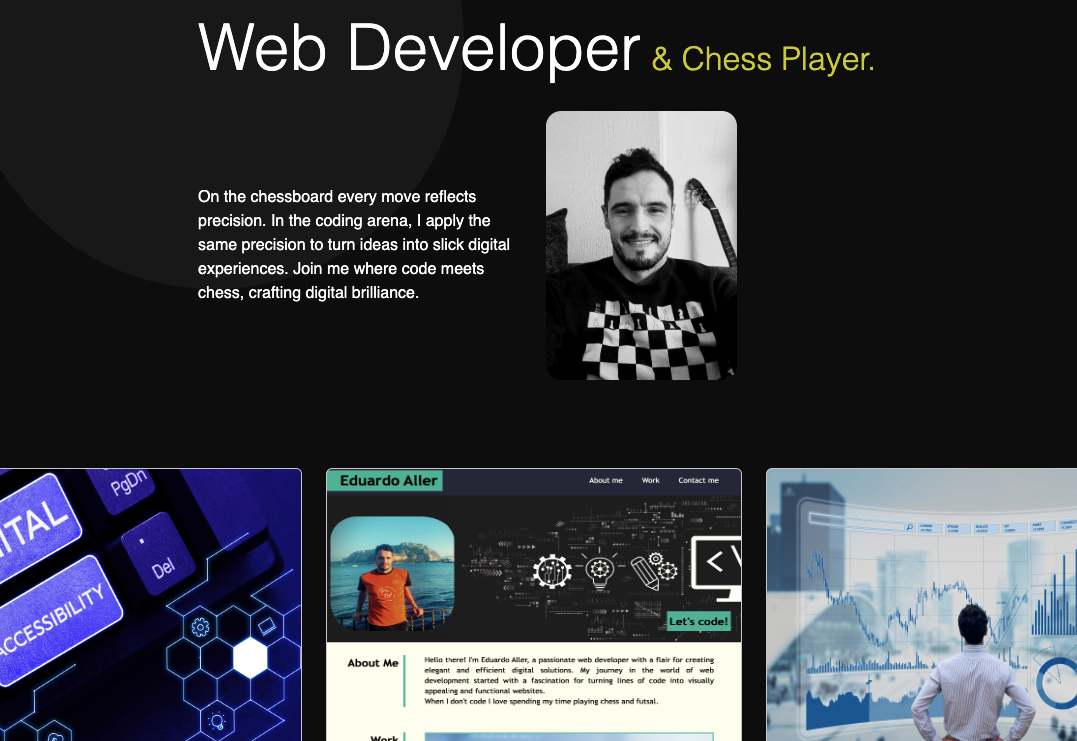 Web Developer & Chess Player.
On the chessboard every move reflects
precision. In the coding arena, I apply the
same precision to turn ideas into slick digital
experiences. Join me where code meets
chess, crafting digital brilliance.
PgDn
ITAL
Del
ACCESSIBILITY
Eduardo Aller
About me Work Contact me
Let's code!
About Me
Hello there! I'm Eduardo Aller, a passionate web developer with a flair for creating
elegant and efficient digital solutions. My journey in the world of web
development started with a fascination for turning lines of code into visually
appealing and functional websites.
When I don't code I love spending my time playing chess and futsal.
Work